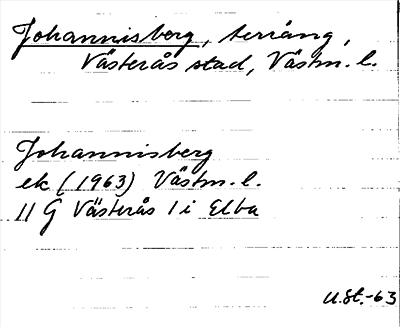 Johannisberg, terräng,
Västerås stad, Västm. l.
Johannisberg
ek (1963) Västm. l.
11 G Västerås 1 i Elba
U.St.-63